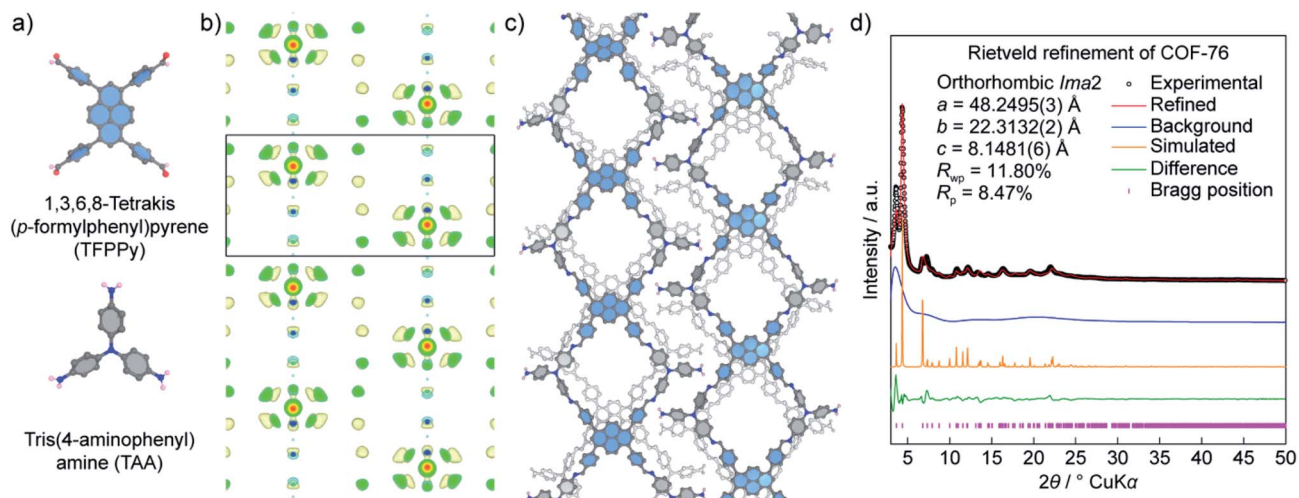 a)
1,3,6,8-Tetrakis
(p-formylphenyl)pyrene
(TFPPy)
Tris(4-aminophenyl)
amine (TAA)
b)
c)
d)
Rietveld refinement of COF-76
Orthorhombic Ima2
a = 48.2495(3) Å
b = 22.3132(2) Å
c = 8.1481(6) Å
Rwp = 11.80%
Rp = 8.47%
Experimental
Refined
Background
Simulated
Difference
Bragg position
Intensity / a.u.
5 10 15 20 25 30 35 40 45 50
2θ / ° CuKα